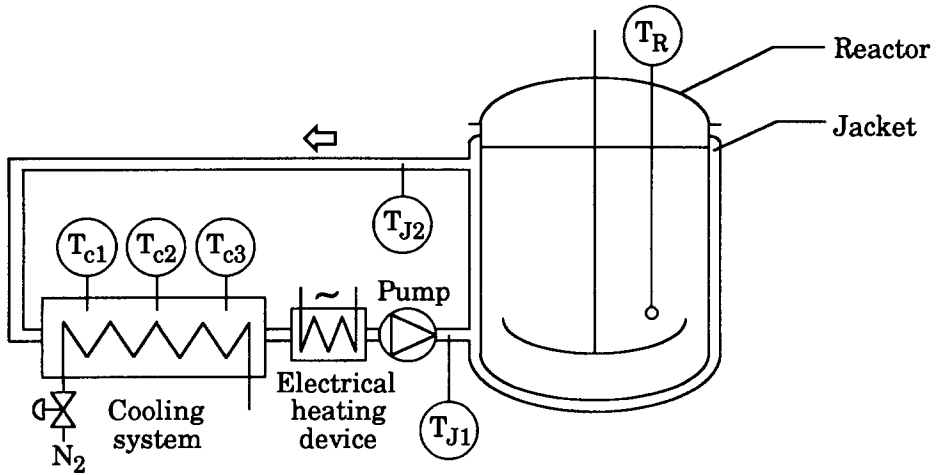 T_R
Reactor
Jacket
T_J2
T_c1
T_c2
T_c3
~
Pump
T_J1
Electrical
heating
device
Cooling
system
N_2